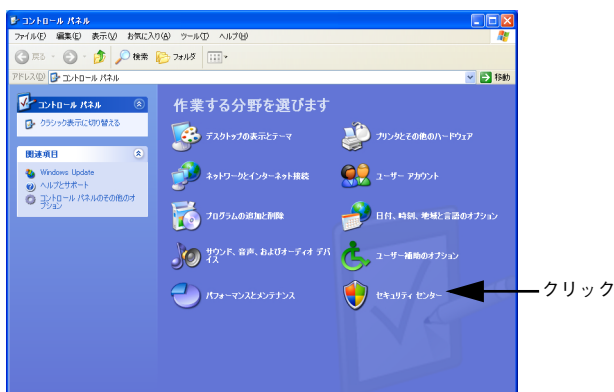 コントロール パネル
ファイル(F) 編集(E) 表示(V) お気に入り(A) ツール(T) ヘルプ(H)
戻る 検索 フォルダ
アドレス(D) コントロール パネル 移動
コントロール パネル
クラシック表示に切り替える
関連項目
Windows Update
ヘルプとサポート
コントロール パネルのその他のオ
プション
作業する分野を選びます
デスクトップの表示とテーマ
プリンタとその他のハードウェア
ネットワークとインターネット接続
ユーザー アカウント
プログラムの追加と削除
日付、時刻、地域と言語のオプション
サウンド、音声、およびオーディオ デバ
イス
ユーザー補助のオプション
パフォーマンスとメンテナンス
セキュリティ センター
クリック